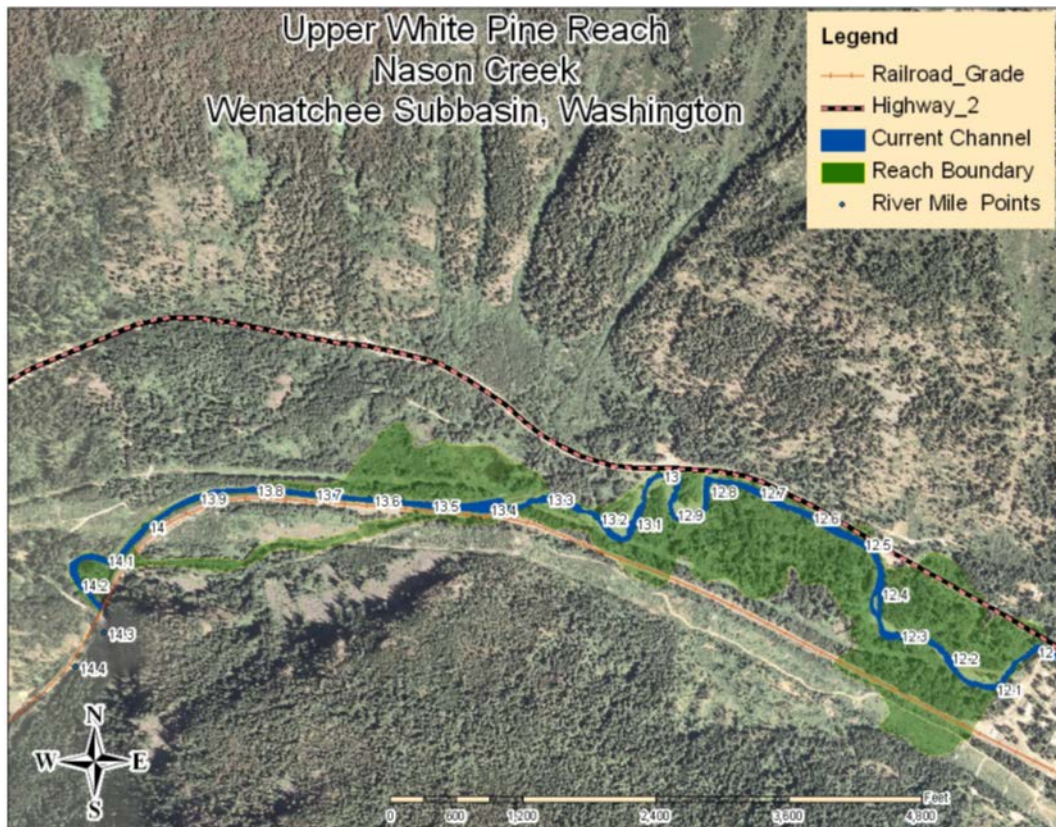 Upper White Pine Reach
Nason Creek
Wenatchee Subbasin, Washington
Legend
Railroad_Grade
Highway_2
Current Channel
Reach Boundary
River Mile Points
13
12.8
12.7
13.9
13.8
13.7
13.6
13.5
13.4
13.3
13.2
13.1
12.9
12.6
14
12.5
14.1
14.2
12.4
14.3
12.3
12.2
12
14.4
12.1
N
W E
S
Feet
0 600 1,200 2,400 3,600 4,800